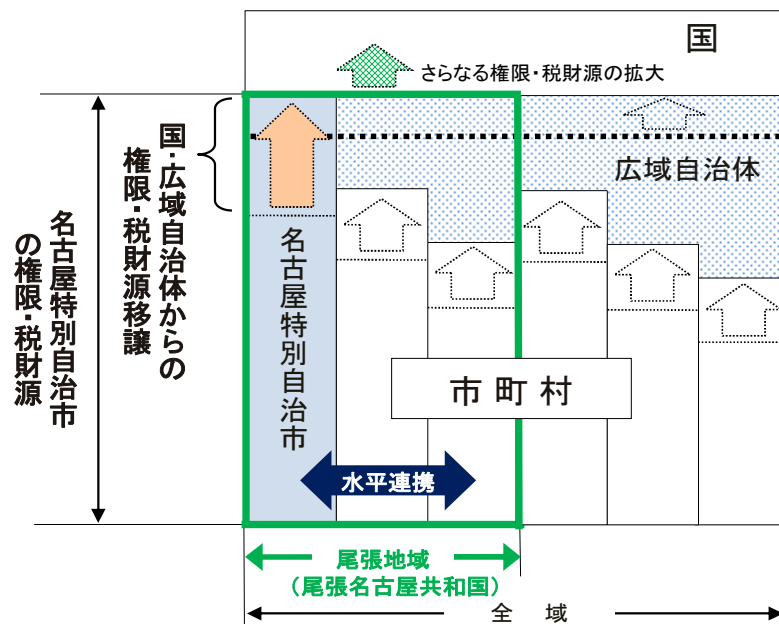 国
さらなる権限・税財源の拡大
国・広域自治体からの
権限・税財源移譲
広域自治体
名古屋特別自治市
の権限・税財源
名古屋特別自治市
市町村
水平連携
尾張地域
（尾張名古屋共和国）
全　域